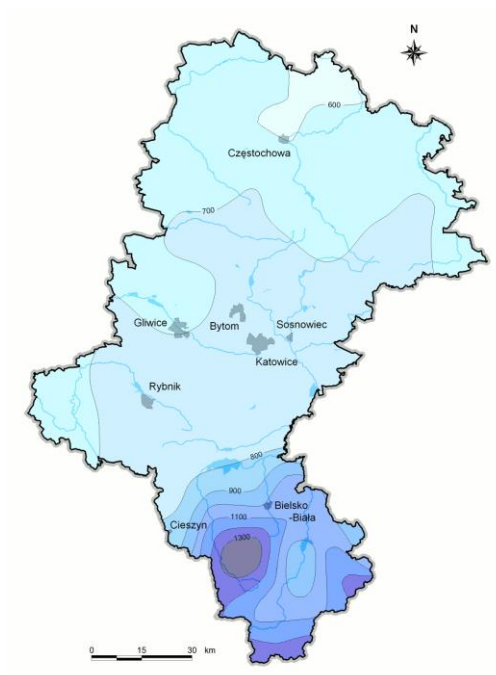 N
600
Częstochowa
700
Gliwice
Bytom
Sosnowiec
Katowice
Rybnik
800
900
Bielsko
-Biała
1100
Cieszyn
1300
0 15 30 km